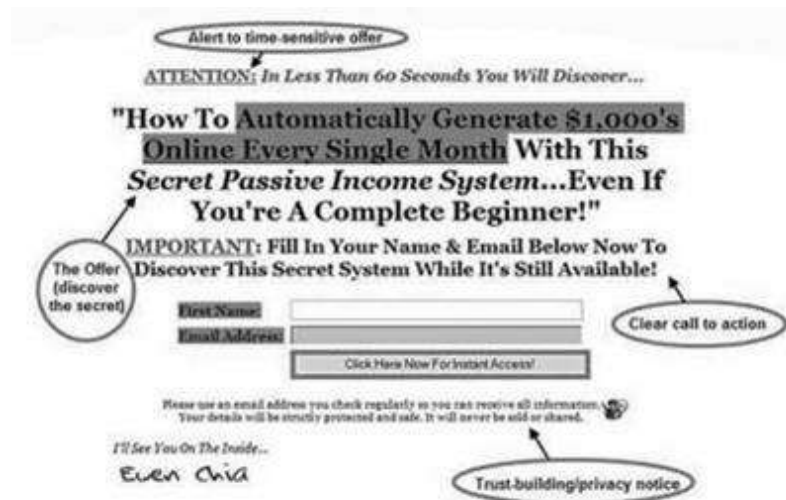 Alert to time-sensitive offer
ATTENTION: In Less Than 60 Seconds You Will Discover...
"How To Automatically Generate $1,000's
Online Every Single Month With This
Secret Passive Income System...Even If
You're A Complete Beginner!"
IMPORTANT: Fill In Your Name & Email Below Now To
Discover This Secret System While It's Still Available!
The Offer
(discover
the secret)
First Name:
Clear call to action
Email Address:
Click Here Now For Instant Access!
Please use an email address you check regularly so you can receive all information.
Your details will be strictly protected and safe. It will never be sold or shared.
I'll See You On The Inside...
Ewen Chia
Trust-building/privacy notice